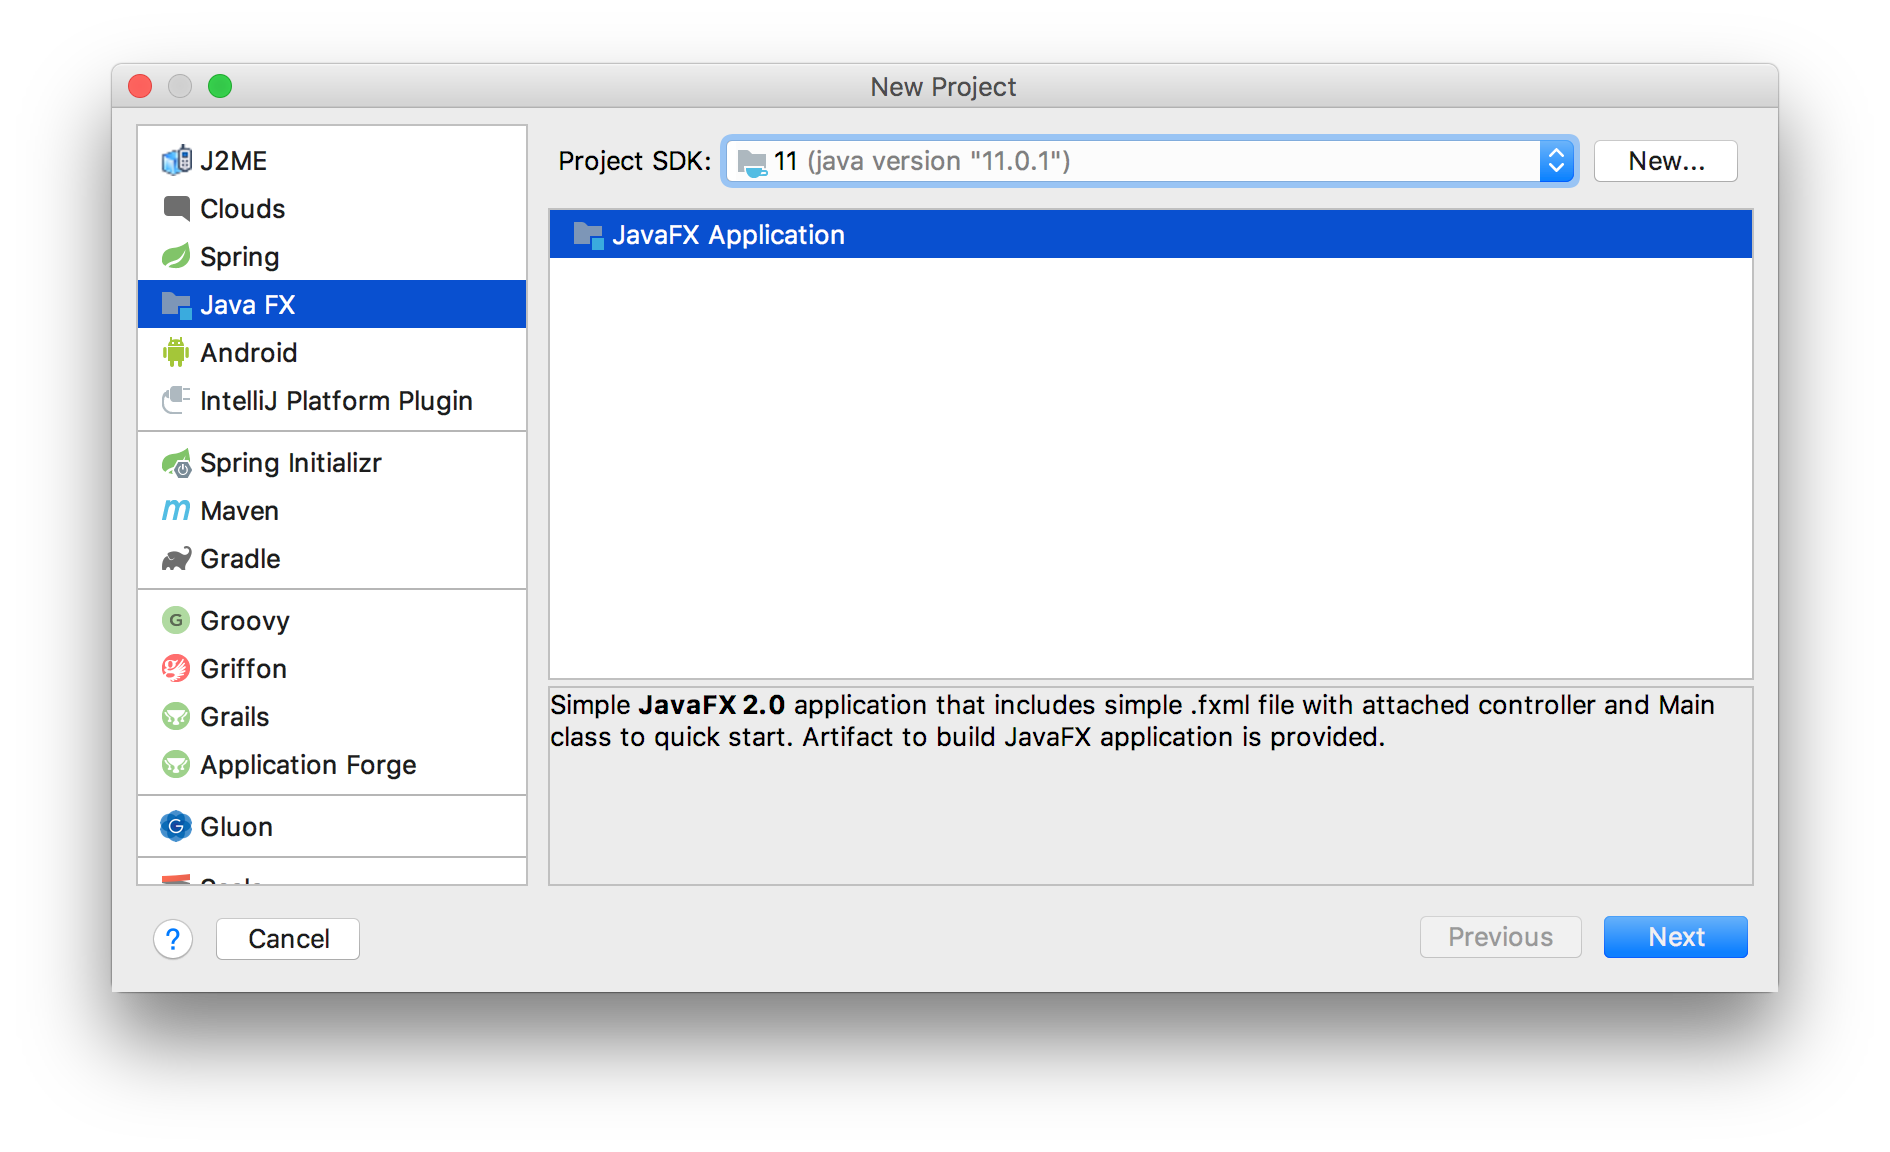 New Project
J2ME
Clouds
Spring
Java FX
Android
IntelliJ Platform Plugin
Spring Initializr
Maven
Gradle
Groovy
Griffon
Grails
Application Forge
Gluon
Project SDK: 11 (java version "11.0.1") New...
JavaFX Application
Simple JavaFX 2.0 application that includes simple .fxml file with attached controller and Main
class to quick start. Artifact to build JavaFX application is provided.
? Cancel Previous Next